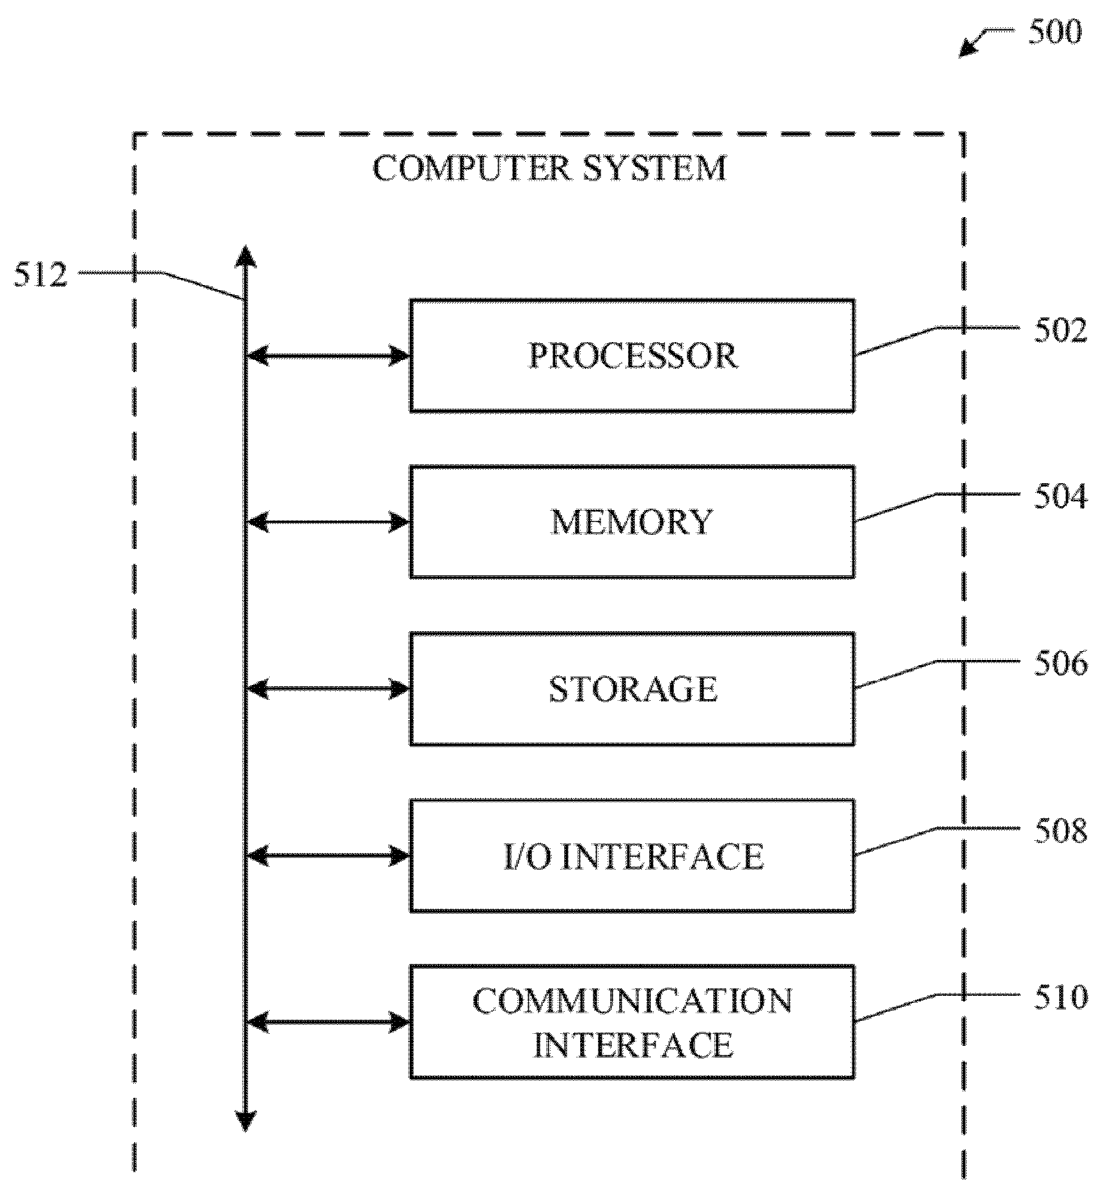 500
COMPUTER SYSTEM
512
502
PROCESSOR
504
MEMORY
506
STORAGE
508
I/O INTERFACE
510
COMMUNICATION
INTERFACE